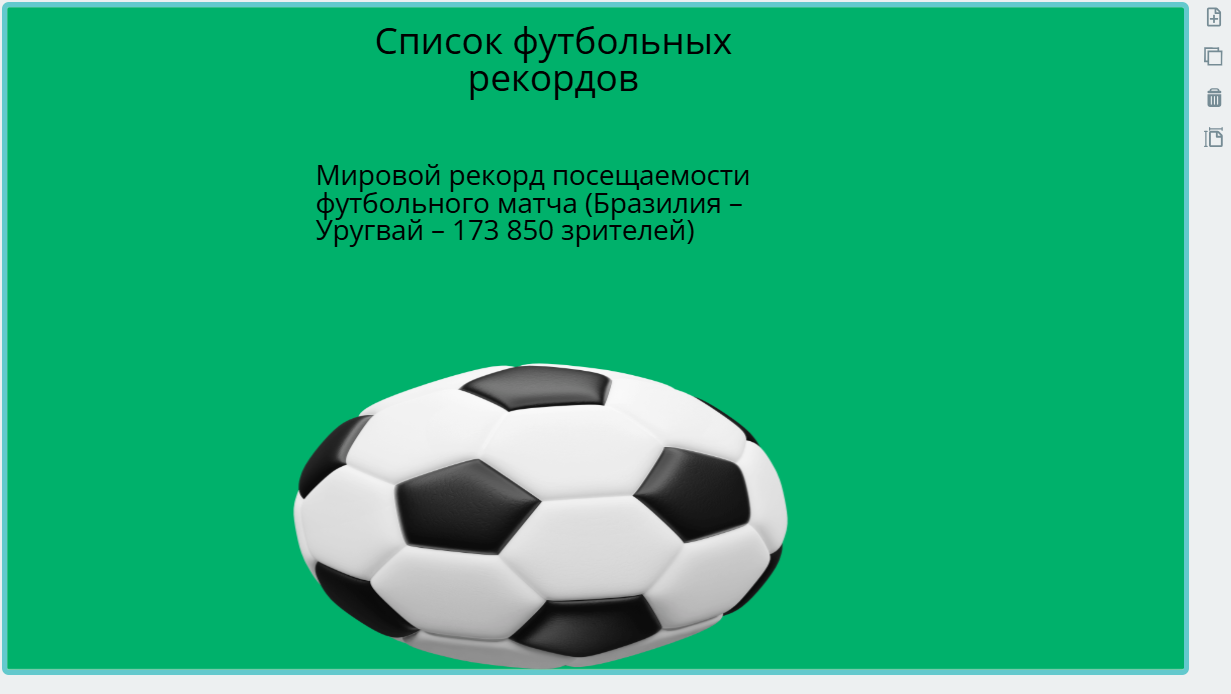 Список футбольных
рекордов
Мировой рекорд посещаемости
футбольного матча (Бразилия –
Уругвай – 173 850 зрителей)